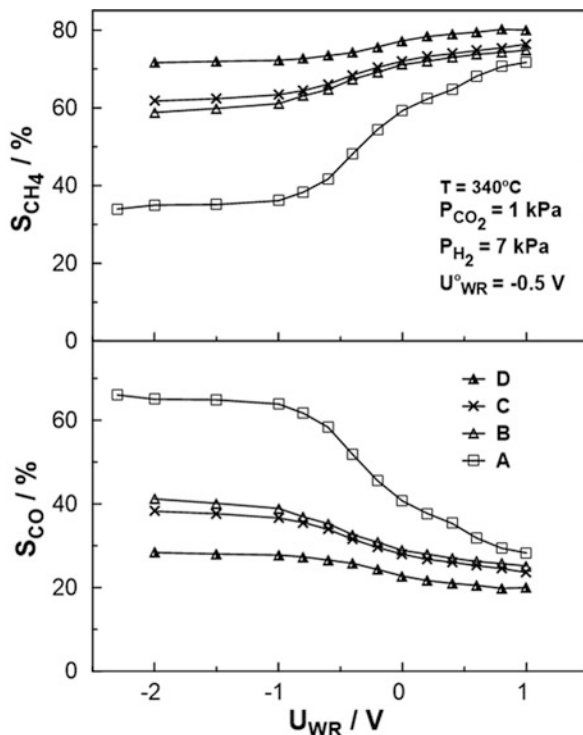 80
60
40
20
0
S_CH4 / %
T = 340°C
P_CO2 = 1 kPa
P_H2 = 7 kPa
U°_WR = -0.5 V
60
40
20
0
S_CO / %
D
C
B
A
-2 -1 0 1
U_WR / V